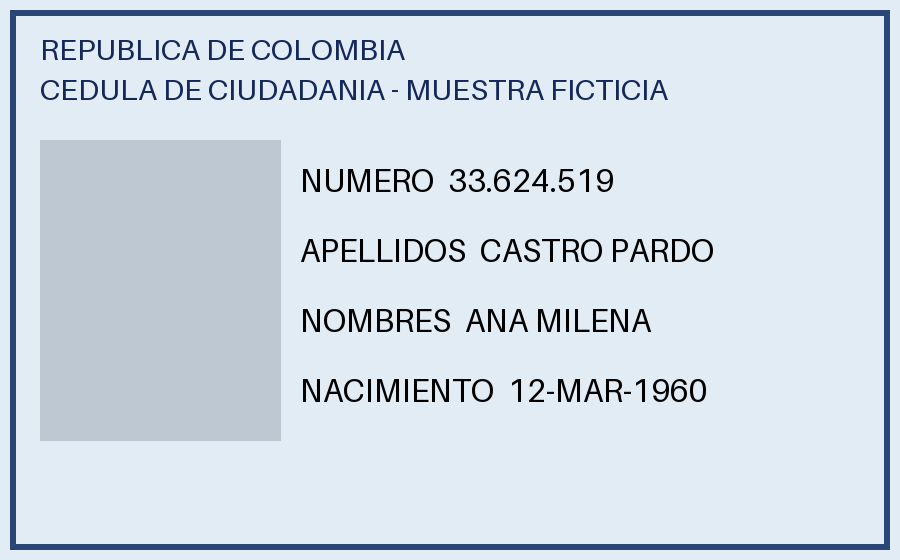 REPUBLICA DE COLOMBIA
CEDULA DE CIUDADANIA - MUESTRA FICTICIA
NUMERO 33.624.519
APELLIDOS CASTRO PARDO
NOMBRES ANA MILENA
NACIMIENTO 12-MAR-1960